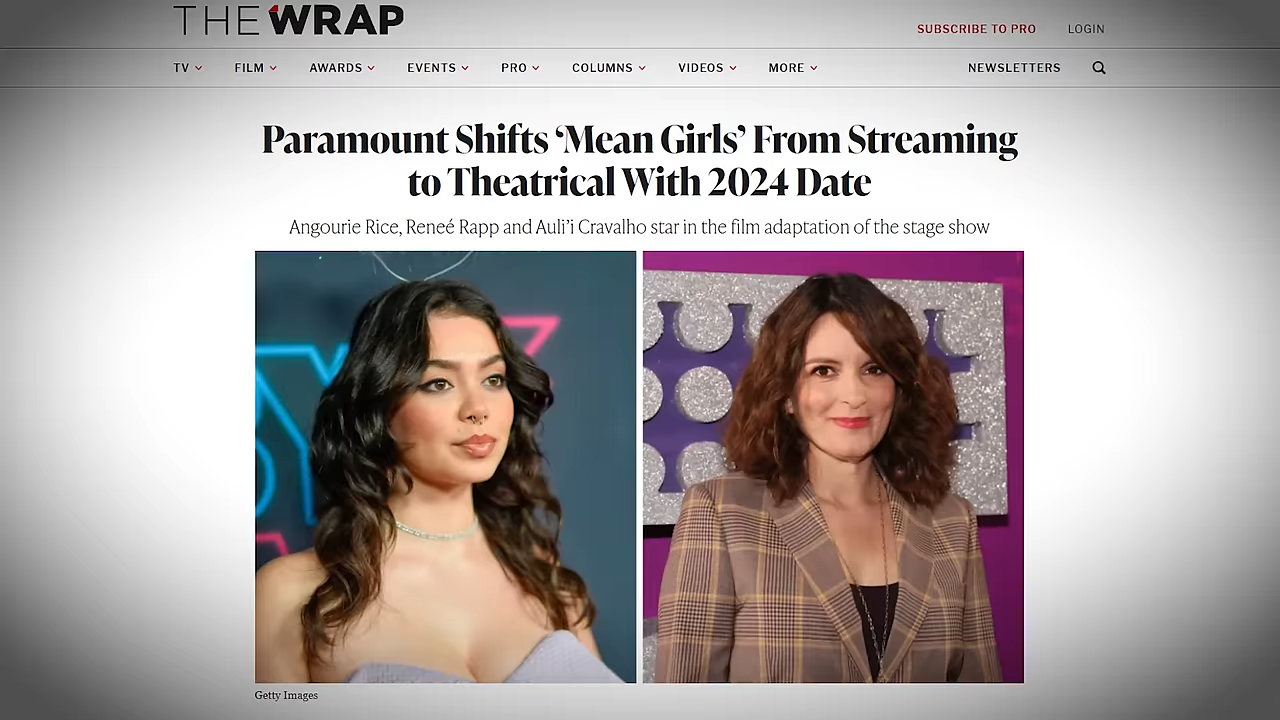 THE WRAP
SUBSCRIBE TO PRO LOGIN
TV FILM AWARDS EVENTS PRO COLUMNS VIDEOS MORE NEWSLETTERS
Paramount Shifts ‘Mean Girls’ From Streaming
to Theatrical With 2024 Date
Angourie Rice, Reneé Rapp and Auli’i Cravalho star in the film adaptation of the stage show
Getty Images